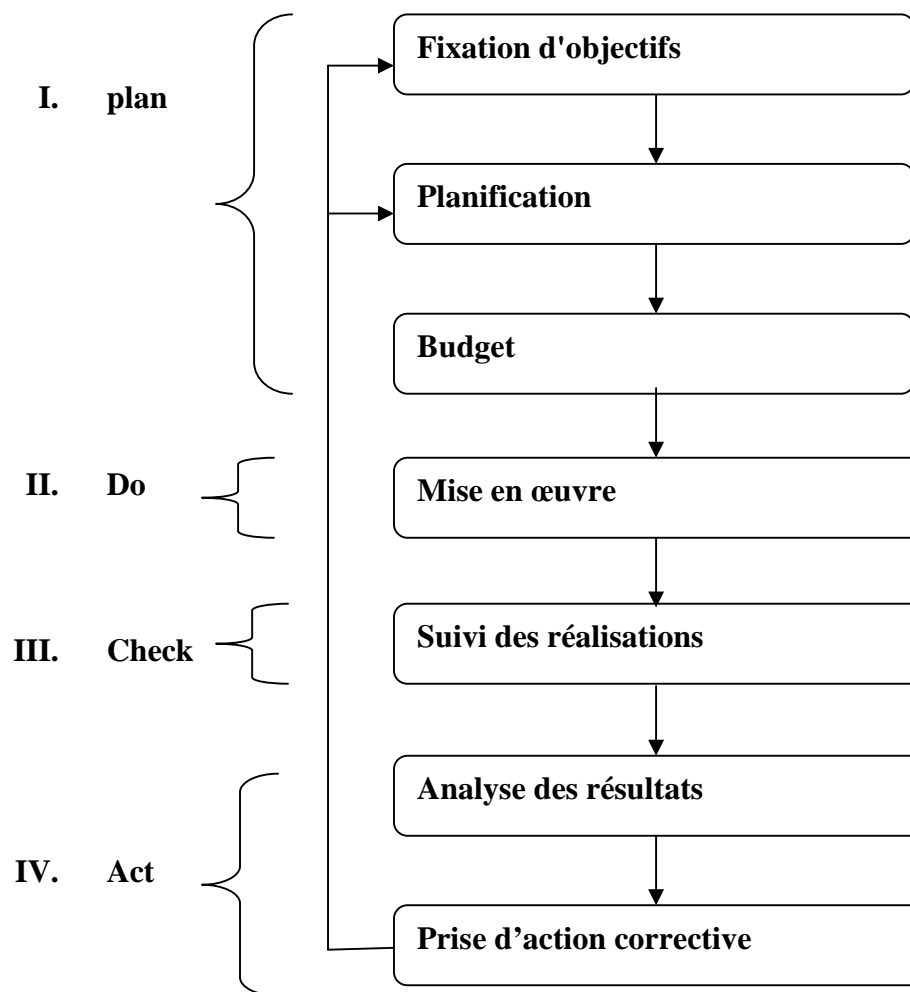 Fixation d'objectifs
I. plan
Planification
Budget
II. Do
Mise en œuvre
III. Check
Suivi des réalisations
Analyse des résultats
IV. Act
Prise d’action corrective